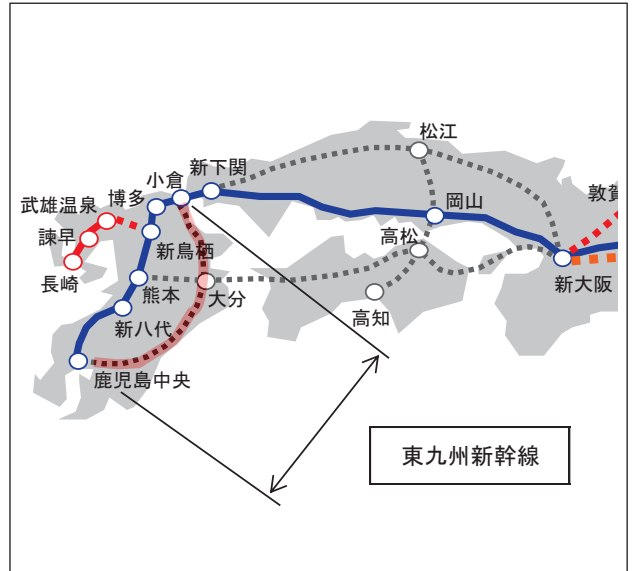 松江
新下関
小倉
博多
武雄温泉
岡山
敦賀
諫早
新鳥栖
高松
長崎
熊本
大分
高知
新大阪
新八代
鹿児島中央
東九州新幹線